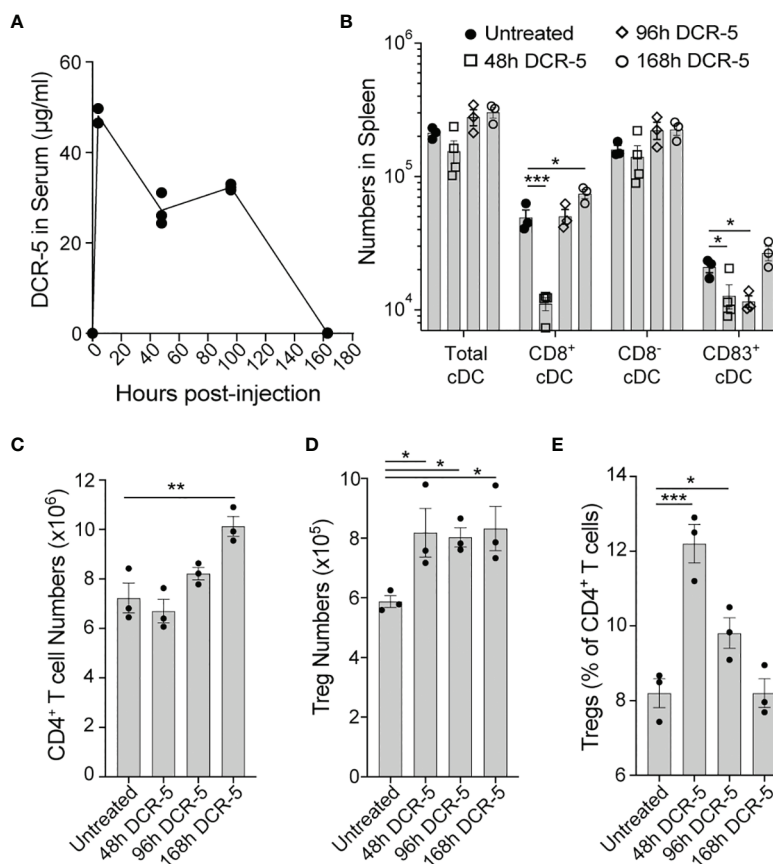 A
60
40
20
0
DCR-5 in Serum (µg/ml)
0 20 40 60 80 100 120 140 160 180
Hours post-injection
B
Untreated
96h DCR-5
48h DCR-5
168h DCR-5
10⁶
10⁵
10⁴
Numbers in Spleen
***
*
*
*
Total cDC
CD8⁺ cDC
CD8⁻ cDC
CD83⁺ cDC
C
12
10
8
6
4
2
0
CD4⁺ T cell Numbers (x10⁶)
**
Untreated
48h DCR-5
96h DCR-5
168h DCR-5
D
10
8
6
4
2
0
Treg Numbers (x10⁵)
*
*
*
Untreated
48h DCR-5
96h DCR-5
168h DCR-5
E
14
12
10
8
6
Tregs (% of CD4⁺ T cells)
*
***
Untreated
48h DCR-5
96h DCR-5
168h DCR-5